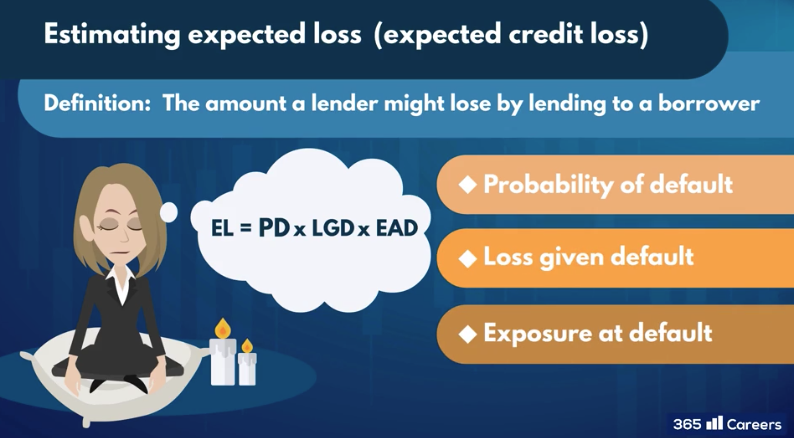 Estimating expected loss (expected credit loss)
Definition: The amount a lender might lose by lending to a borrower
EL = PD x LGD x EAD
◆ Probability of default
◆ Loss given default
◆ Exposure at default
365 Careers